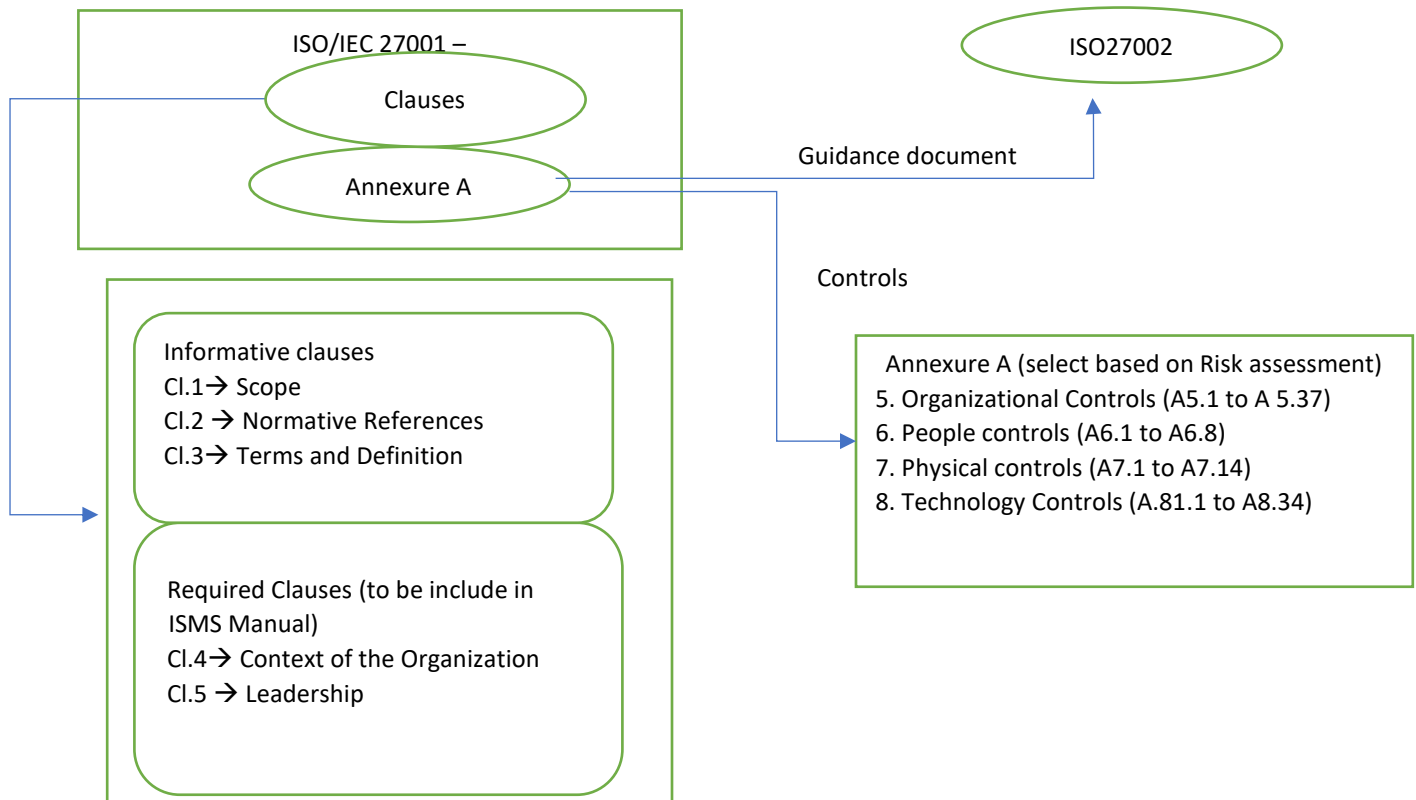 ISO/IEC 27001 –
Clauses
Annexure A
ISO27002
Guidance document
Controls
Informative clauses
Cl.1→ Scope
Cl.2 → Normative References
Cl.3→ Terms and Definition
Required Clauses (to be include in
ISMS Manual)
Cl.4→ Context of the Organization
Cl.5 → Leadership
Annexure A (select based on Risk assessment)
5. Organizational Controls (A5.1 to A 5.37)
6. People controls (A6.1 to A6.8)
7. Physical controls (A7.1 to A7.14)
8. Technology Controls (A.81.1 to A8.34)